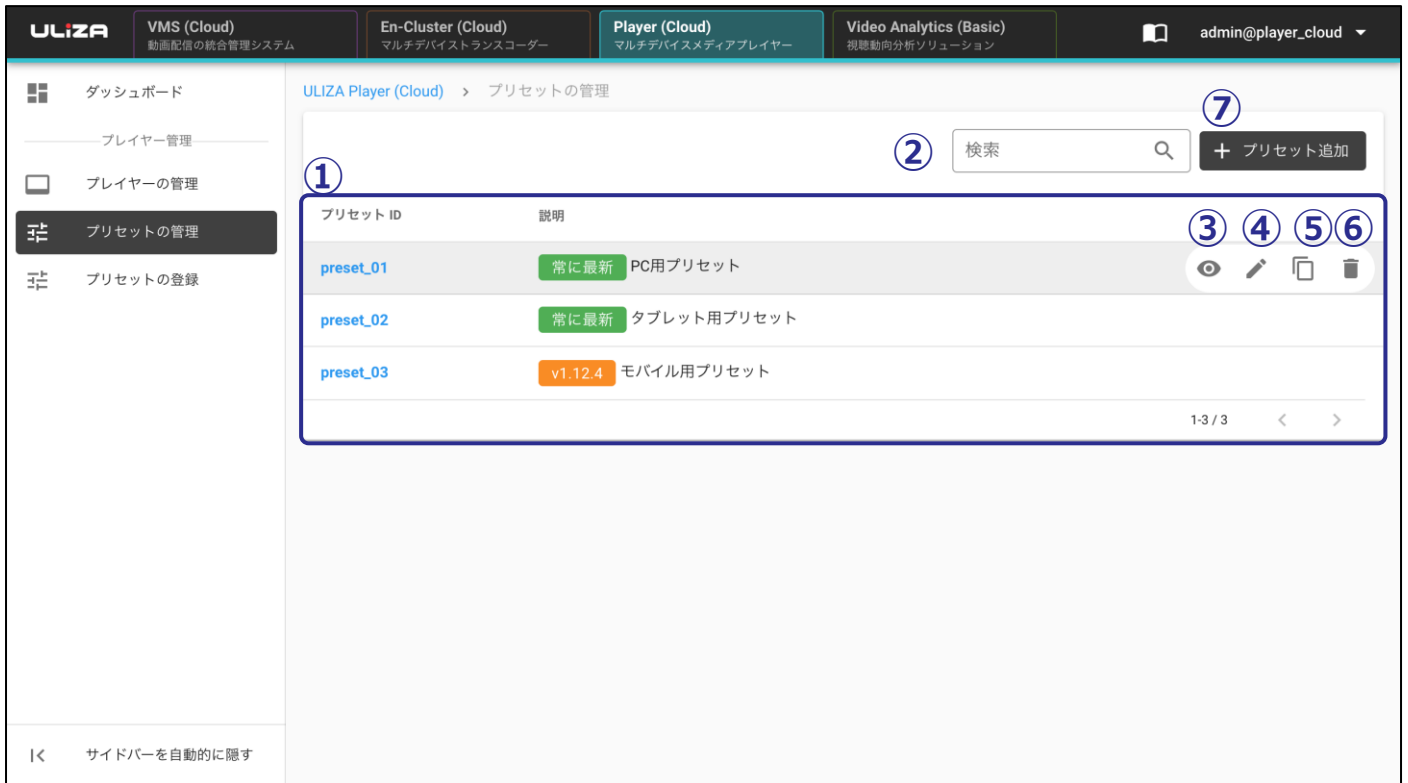 ULIZA
VMS (Cloud)
動画配信の統合管理システム
En-Cluster (Cloud)
マルチデバイストランスコーダー
Player (Cloud)
マルチデバイスメディアプレイヤー
Video Analytics (Basic)
視聴動向分析ソリューション
admin@player_cloud
ダッシュボード
プレイヤー管理
プレイヤーの管理
プリセットの管理
プリセットの登録
サイドバーを自動的に隠す
ULIZA Player (Cloud) › プリセットの管理
⑦
② 検索 + プリセット追加
①
プリセット ID 説明
③ ④ ⑤ ⑥
preset_01 常に最新 PC用プリセット
preset_02 常に最新 タブレット用プリセット
preset_03 v1.12.4 モバイル用プリセット
1-3 / 3